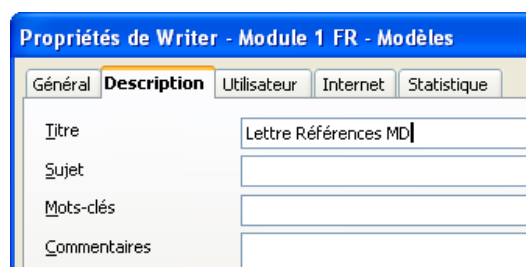 Propriétés de Writer - Module 1 FR - Modèles
Général Description Utilisateur Internet Statistique
Titre Lettre Références MD
Sujet
Mots-clés
Commentaires